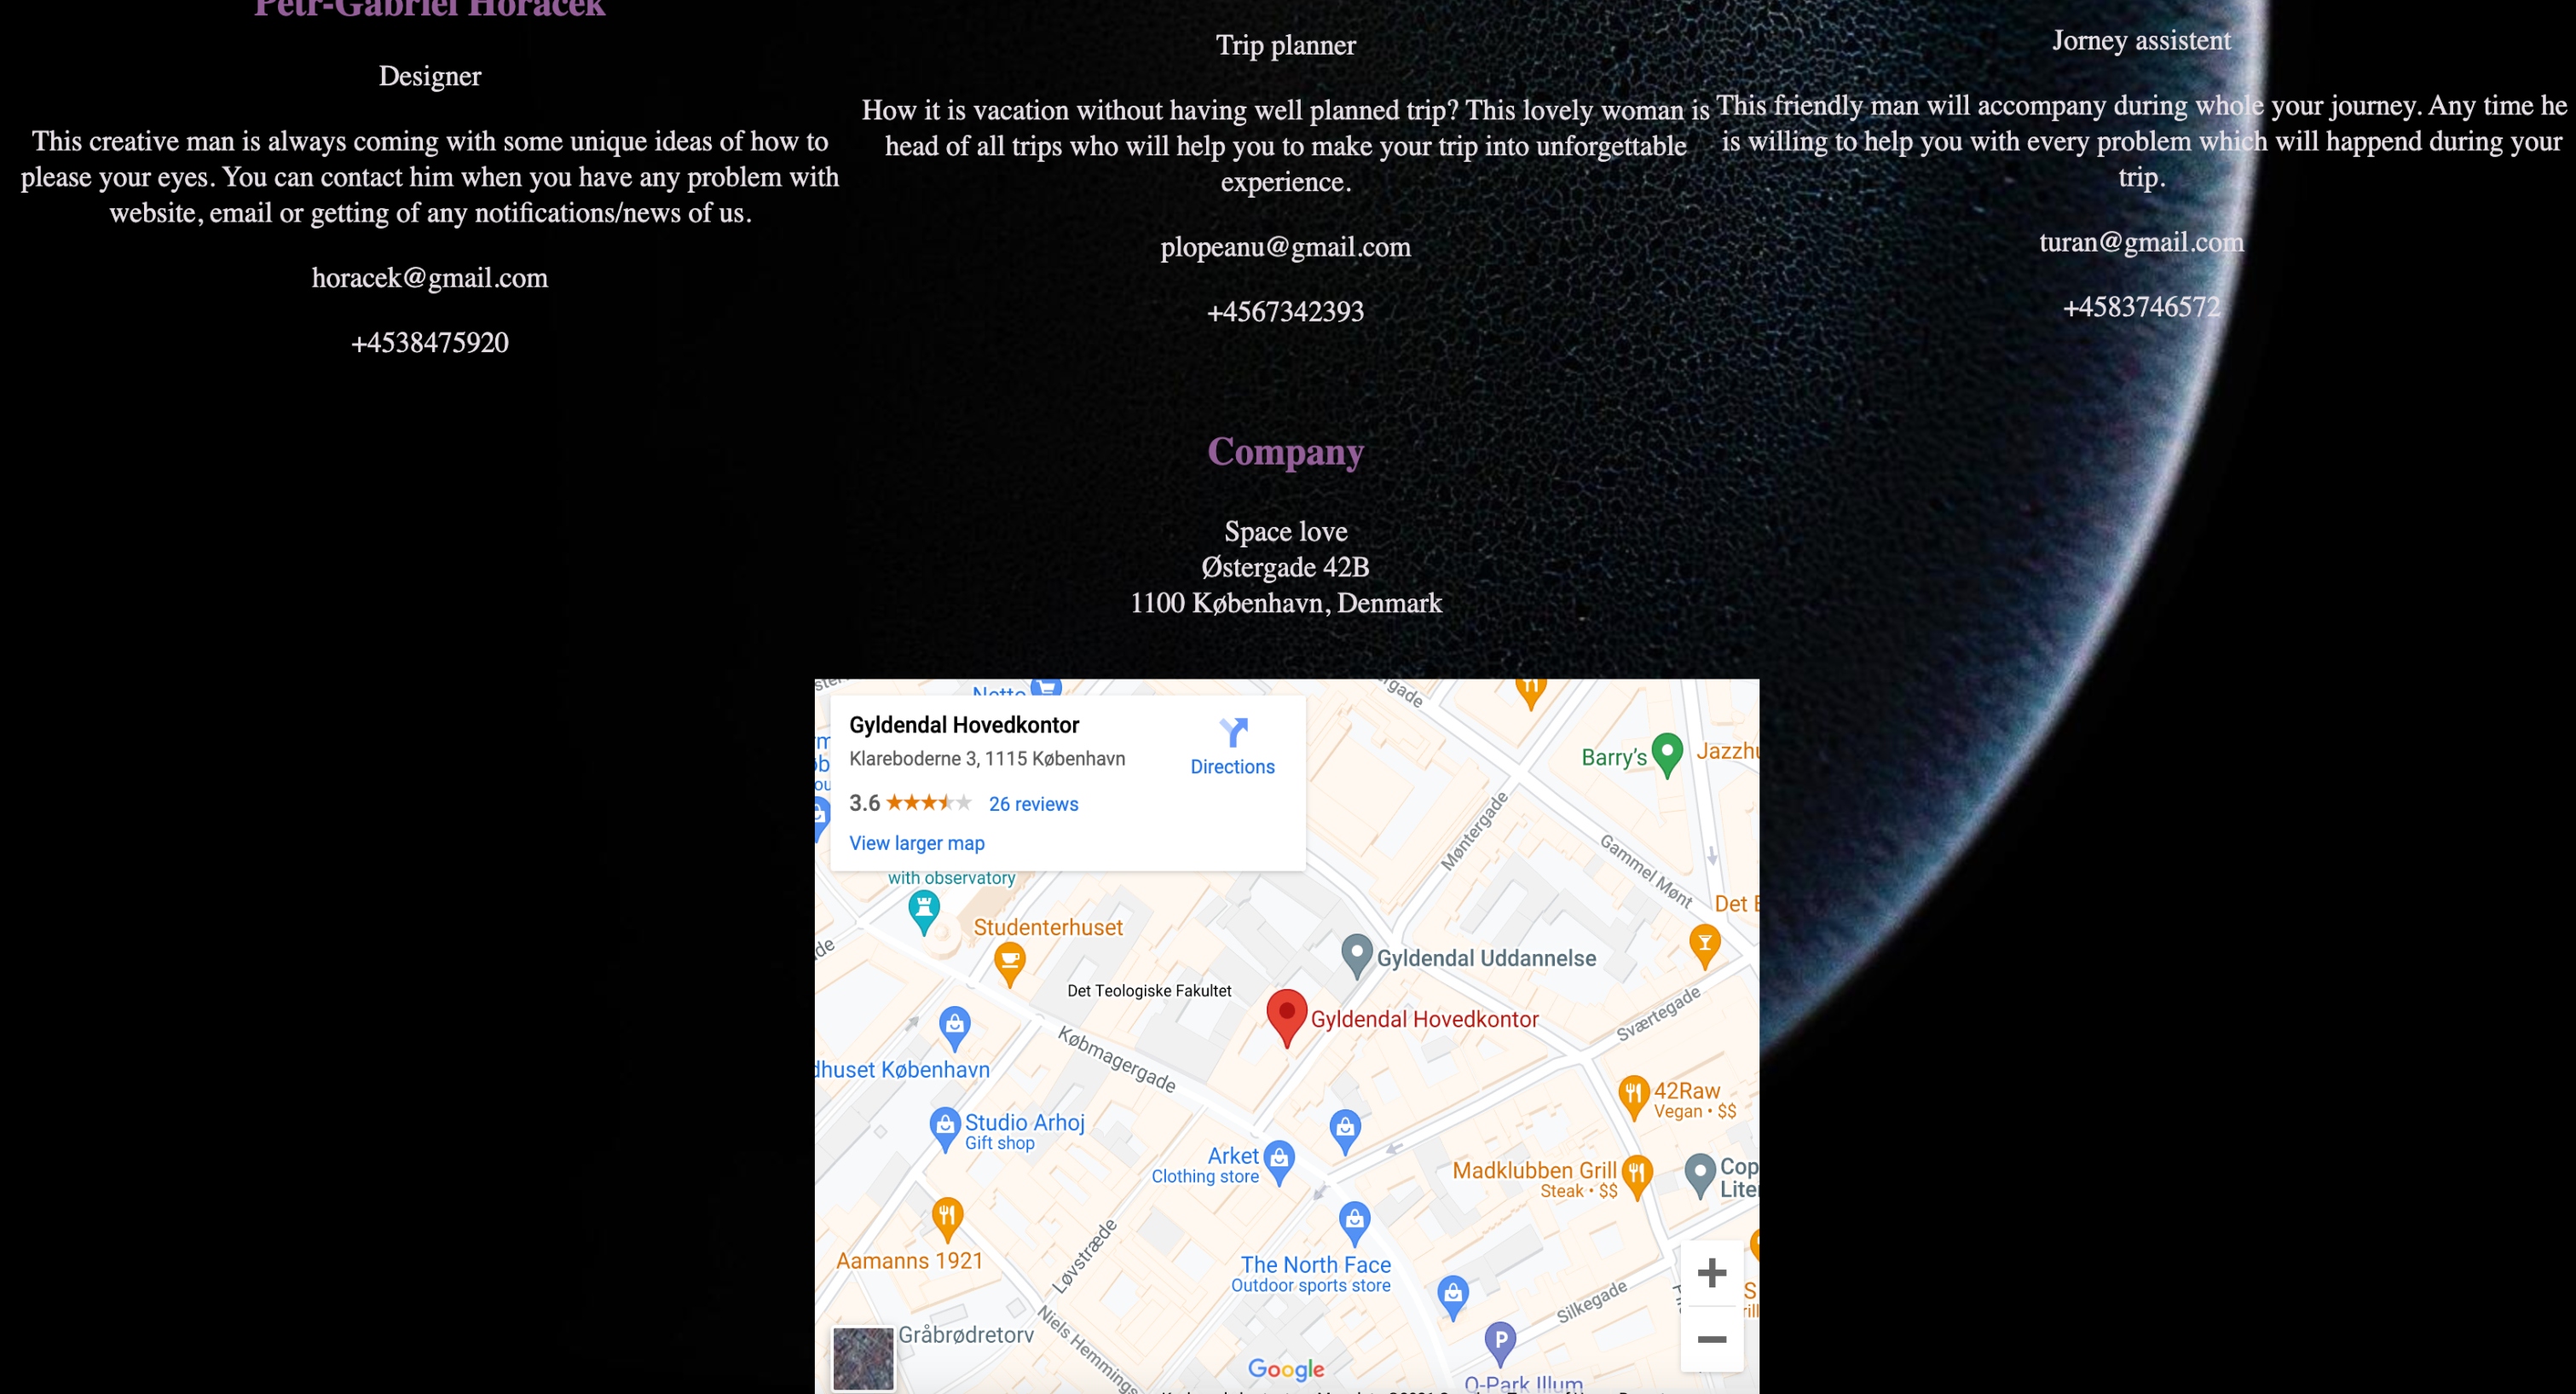 Petr-Gabriel Horacek
Designer
This creative man is always coming with some unique ideas of how to
please your eyes. You can contact him when you have any problem with
website, email or getting of any notifications/news of us.
horacek@gmail.com
+4538475920
Trip planner
How it is vacation without having well planned trip? This lovely woman is
head of all trips who will help you to make your trip into unforgettable
experience.
plopeanu@gmail.com
+4567342393
Jorney assistent
This friendly man will accompany during whole your journey. Any time he
is willing to help you with every problem which will happend during your
trip.
turan@gmail.com
+4583746572
Company
Space love
Østergade 42B
1100 København, Denmark
Netto
Gyldendal Hovedkontor
Klareboderne 3, 1115 København
3.6
26 reviews
View larger map
Directions
with observatory
Studenterhuset
Det Teologiske Fakultet
Barry's
Jazzhu
Møntergade
Gammel Mønt
Det
Gyldendal Uddannelse
Gyldendal Hovedkontor
Sværtegade
Købmagergade
dhuset København
Studio Arhoj
Gift shop
42Raw
Vegan • $$
Arket
Clothing store
Madklubben Grill
Steak • $$
Cop
Lite
Aamanns 1921
Løvstræde
The North Face
Outdoor sports store
Silkegade
Gråbrødretorv
Niels Hemmings
P
Google
Q-Park Illum